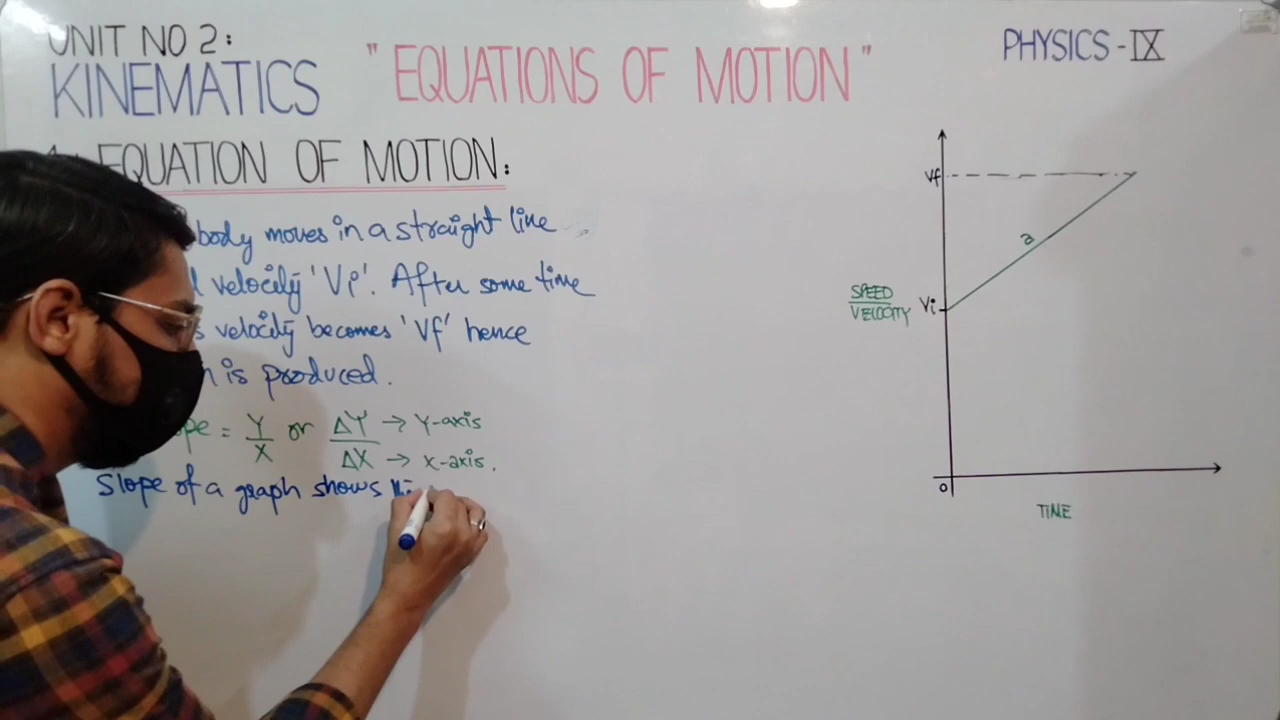 UNIT NO 2:
KINEMATICS
"EQUATIONS OF MOTION"
PHYSICS - IX
EQUATION OF MOTION:
body moves in a straight line
velocity 'Vi'. After some time
velocity becomes 'Vf' hence
is produced.
= Y/X or ΔY/ΔX → Y-axis
→ X-axis.
Slope of a graph shows
Vf
a
SPEED
VELOCITY
Vi
0
TIME